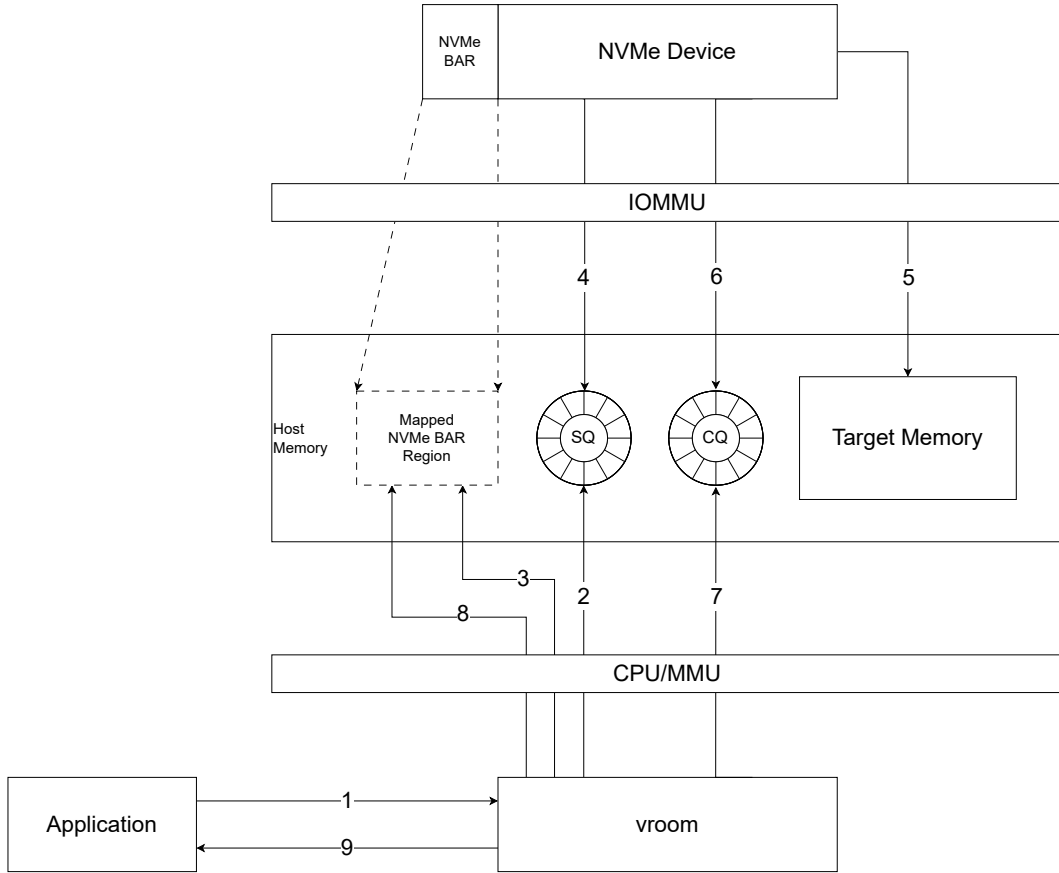 NVMe
BAR
NVMe Device
IOMMU
4
6
5
Host
Memory
Mapped
NVMe BAR
Region
SQ
CQ
Target Memory
3
8
2
7
CPU/MMU
1
Application
vroom
9